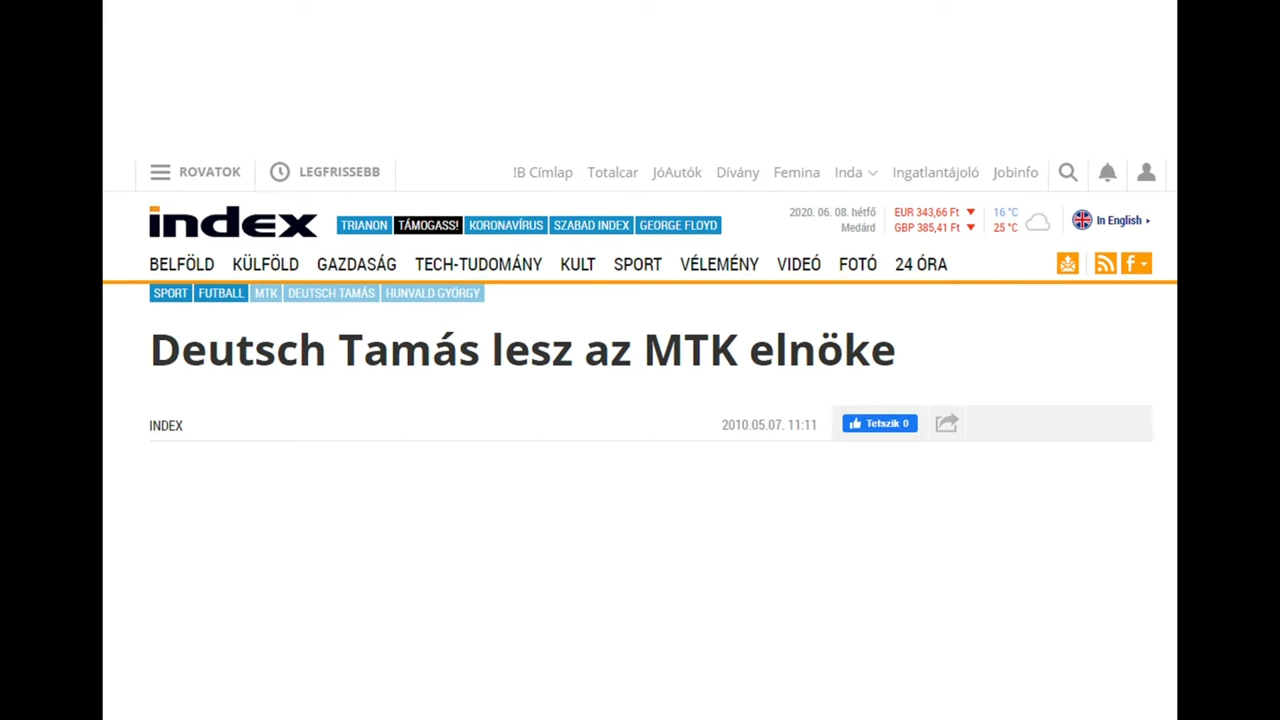 ROVATOK LEGFRISSEBB !B Címlap Totalcar JóAutók Dívány Femina Inda Ingatlantájoló Jobinfo
index TRIANON TÁMOGASS! KORONAVÍRUS SZABAD INDEX GEORGE FLOYD
2020. 06. 08. hétfő EUR 343,66 Ft 16 °C In English
Medárd GBP 385,41 Ft 25 °C
BELFÖLD KÜLFÖLD GAZDASÁG TECH-TUDOMÁNY KULT SPORT VÉLEMÉNY VIDEÓ FOTÓ 24 ÓRA
SPORT FUTBALL MTK DEUTSCH TAMÁS HUNVALD GYÖRGY
Deutsch Tamás lesz az MTK elnöke
INDEX 2010.05.07. 11:11 Tetszik 0